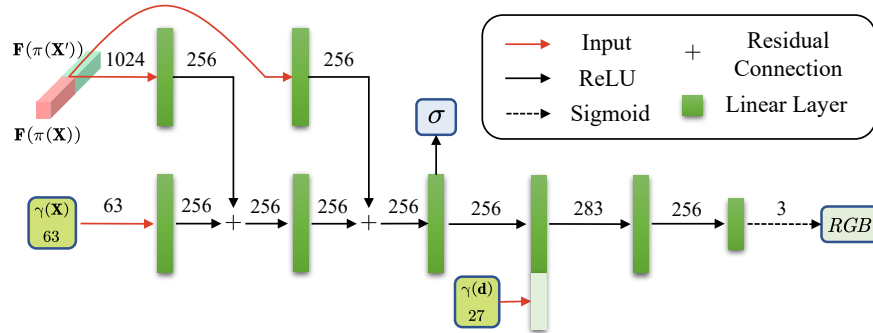 F(π(X′))
1024
256
256
F(π(X))
Input
ReLU
Sigmoid
+
Residual
Connection
Linear Layer
σ
γ(X)
63
63
256
+
256
256
+
256
256
283
256
3
RGB
γ(d)
27